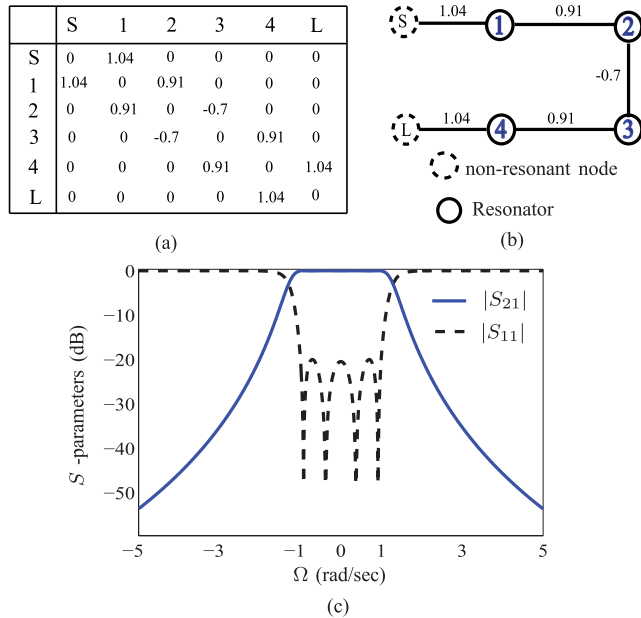 S 1 2 3 4 L
S 0 1.04 0 0 0 0
1 1.04 0 0.91 0 0 0
2 0 0.91 0 -0.7 0 0
3 0 0 -0.7 0 0.91 0
4 0 0 0 0.91 0 1.04
L 0 0 0 0 1.04 0
(a)
1.04 0.91
S 1 2
-0.7
1.04 0.91
L 4 3
non-resonant node
Resonator
(b)
0
−10
−20
−30
−40
−50
S -parameters (dB)
|S21|
|S11|
−5 −3 −1 0 1 3 5
Ω (rad/sec)
(c)